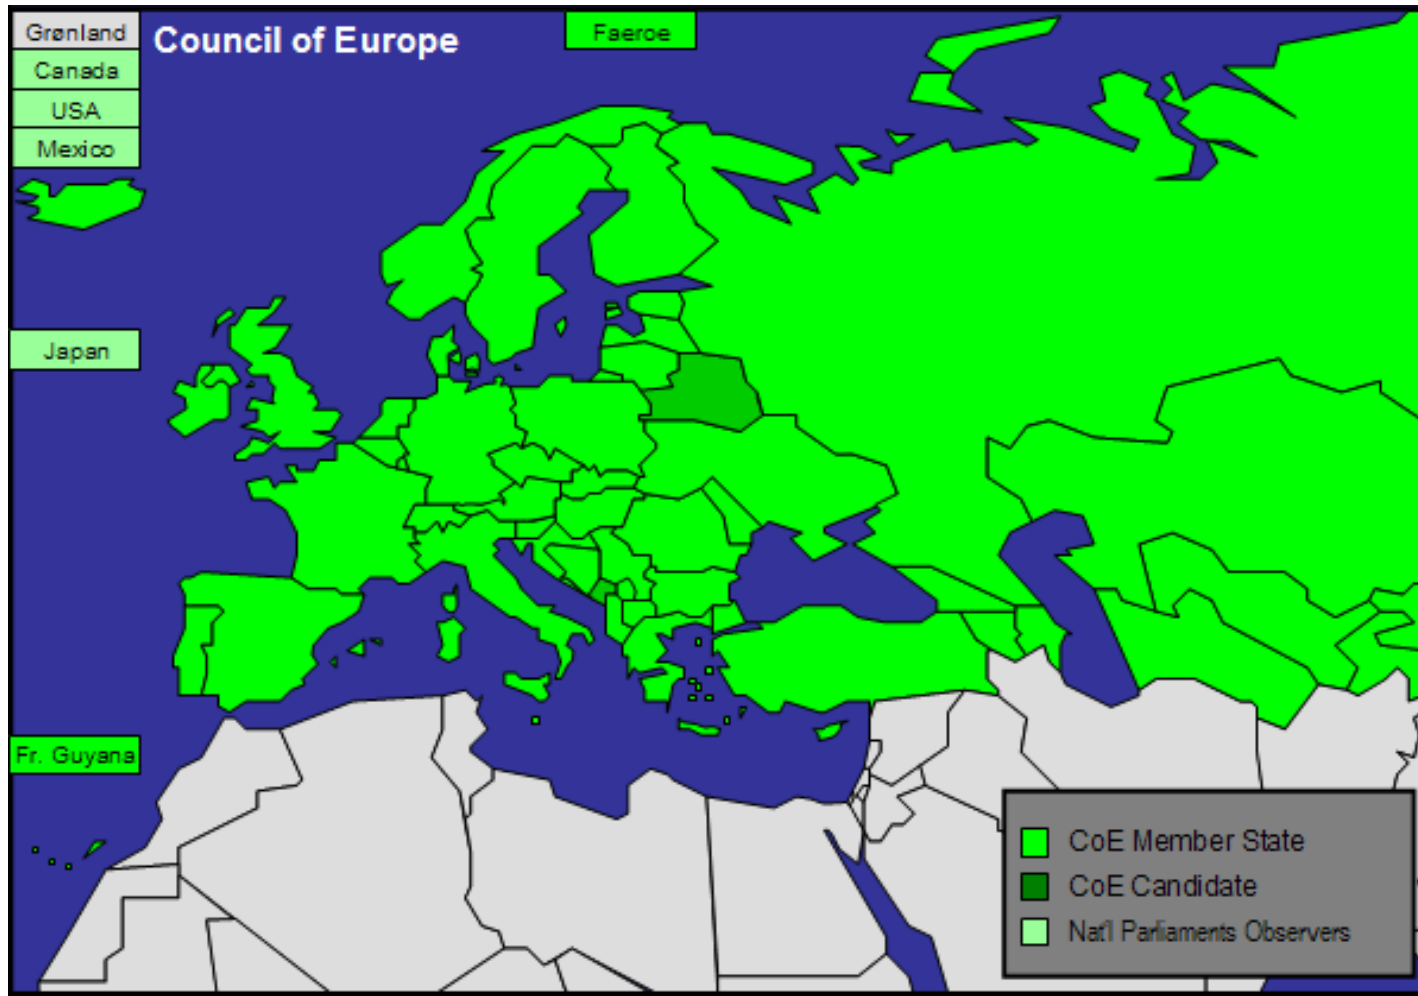 Grønland
Council of Europe
Faeroe
Canada
USA
Mexico
Japan
Fr. Guyana
CoE Member State
CoE Candidate
Nat'l Parliaments Observers